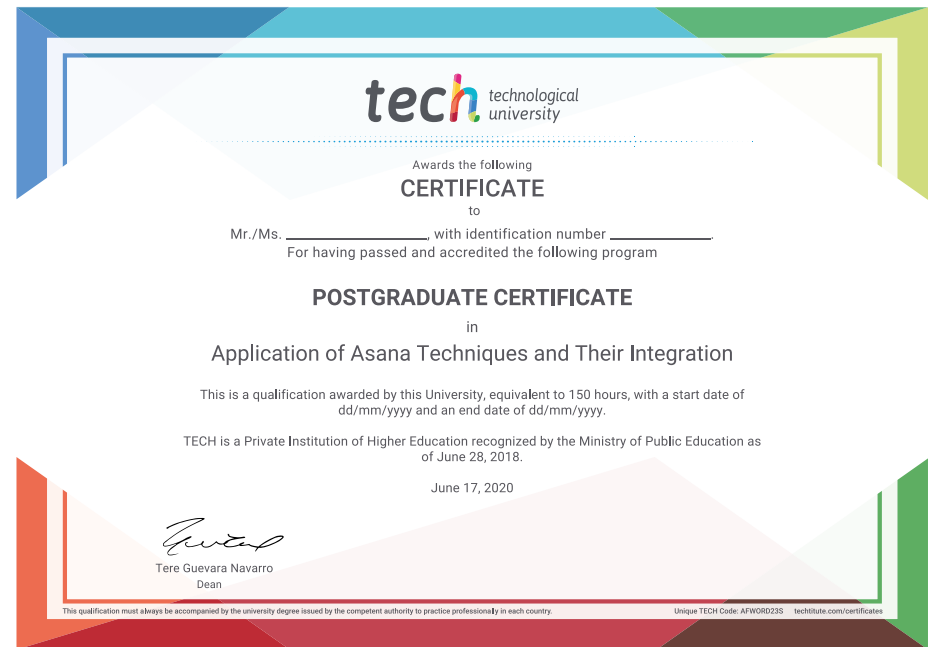 tech technological
university
Awards the following
CERTIFICATE
to
Mr./Ms. ____________________, with identification number ______________.
For having passed and accredited the following program
POSTGRADUATE CERTIFICATE
in
Application of Asana Techniques and Their Integration
This is a qualification awarded by this University, equivalent to 150 hours, with a start date of
dd/mm/yyyy and an end date of dd/mm/yyyy.
TECH is a Private Institution of Higher Education recognized by the Ministry of Public Education as
of June 28, 2018.
June 17, 2020
Tere Guevara Navarro
Dean
This qualification must always be accompanied by the university degree issued by the competent authority to practice professionally in each country.
Unique TECH Code: AFWORD23S techtitute.com/certificates